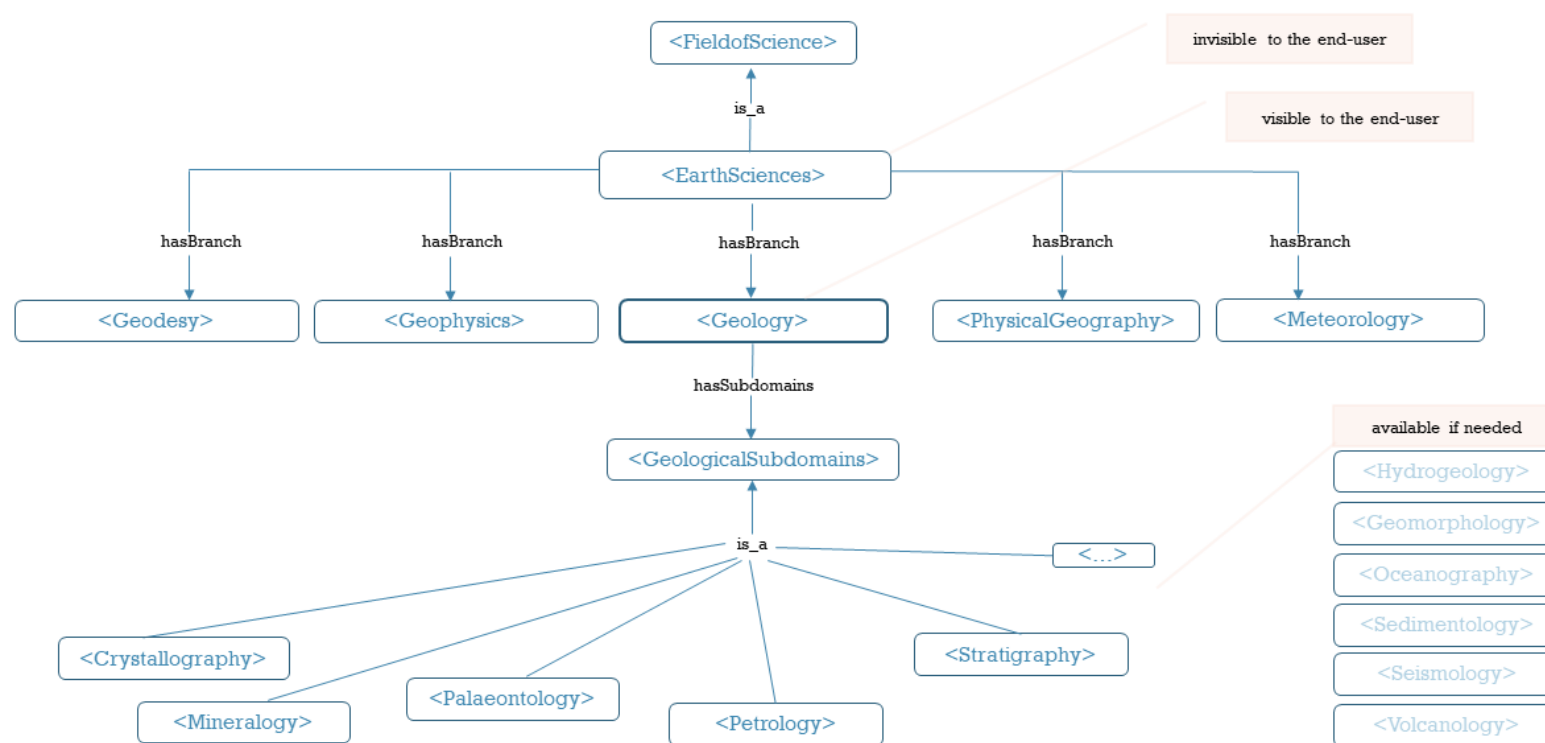 <FieldofScience>
invisible to the end-user
is_a
visible to the end-user
<EarthSciences>
hasBranch
hasBranch
hasBranch
hasBranch
hasBranch
<Geodesy>
<Geophysics>
<Geology>
<PhysicalGeography>
<Meteorology>
hasSubdomains
available if needed
<GeologicalSubdomains>
<Hydrogeology>
<Geomorphology>
is_a
<...>
<Oceanography>
<Sedimentology>
<Crystallography>
<Stratigraphy>
<Seismology>
<Palaeontology>
<Mineralogy>
<Petrology>
<Volcanology>